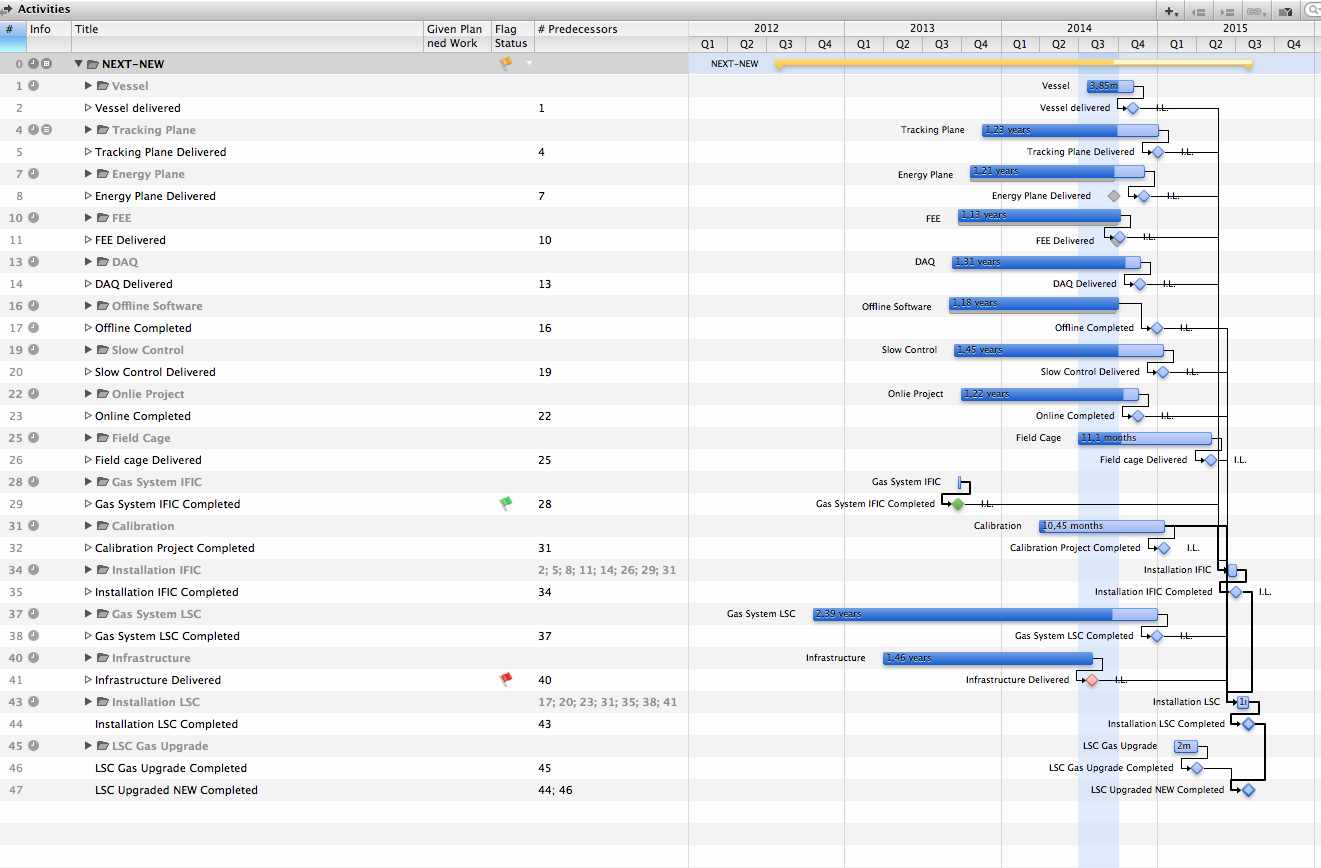 Activities
# Info Title Given Plan Flag # Predecessors 2012 2013 2014 2015
ned Work Status Q1 Q2 Q3 Q4 Q1 Q2 Q3 Q4 Q1 Q2 Q3 Q4 Q1 Q2 Q3 Q4
0 NEXT-NEW NEXT-NEW
1 Vessel Vessel 3,85m
2 Vessel delivered 1 Vessel delivered I.L.
4 Tracking Plane Tracking Plane 1,23 years
5 Tracking Plane Delivered 4 Tracking Plane Delivered I.L.
7 Energy Plane Energy Plane 1,21 years
8 Energy Plane Delivered 7 Energy Plane Delivered I.L.
10 FEE FEE 1,13 years
11 FEE Delivered 10 FEE Delivered I.L.
13 DAQ DAQ 1,31 years
14 DAQ Delivered 13 DAQ Delivered I.L.
16 Offline Software Offline Software 1,18 years
17 Offline Completed 16 Offline Completed I.L.
19 Slow Control Slow Control 1,45 years
20 Slow Control Delivered 19 Slow Control Delivered I.L.
22 Onlie Project Onlie Project 1,22 years
23 Online Completed 22 Online Completed I.L.
25 Field Cage Field Cage 11,1 months
26 Field cage Delivered 25 Field cage Delivered I.L.
28 Gas System IFIC Gas System IFIC
29 Gas System IFIC Completed 28 Gas System IFIC Completed I.L.
31 Calibration Calibration 10,45 months
32 Calibration Project Completed 31 Calibration Project Completed I.L.
34 Installation IFIC 2; 5; 8; 11; 14; 26; 29; 31 Installation IFIC
35 Installation IFIC Completed 34 Installation IFIC Completed I.L.
37 Gas System LSC Gas System LSC 2,39 years
38 Gas System LSC Completed 37 Gas System LSC Completed I.L.
40 Infrastructure Infrastructure 1,46 years
41 Infrastructure Delivered 40 Infrastructure Delivered I.L.
43 Installation LSC 17; 20; 23; 31; 35; 38; 41 Installation LSC
44 Installation LSC Completed 43 Installation LSC Completed
45 LSC Gas Upgrade LSC Gas Upgrade 2m
46 LSC Gas Upgrade Completed 45 LSC Gas Upgrade Completed
47 LSC Upgraded NEW Completed 44; 46 LSC Upgraded NEW Completed